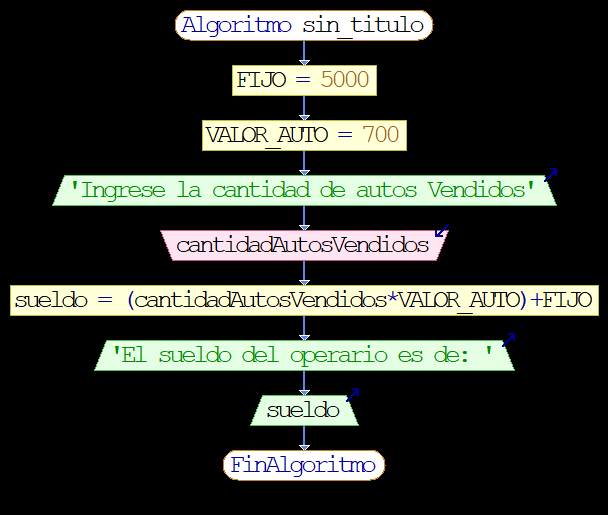 Algoritmo sin_titulo
FIJO = 5000
VALOR_AUTO = 700
'Ingrese la cantidad de autos Vendidos'
cantidadAutosVendidos
sueldo = (cantidadAutosVendidos*VALOR_AUTO)+FIJO
'El sueldo del operario es de: '
sueldo
FinAlgoritmo